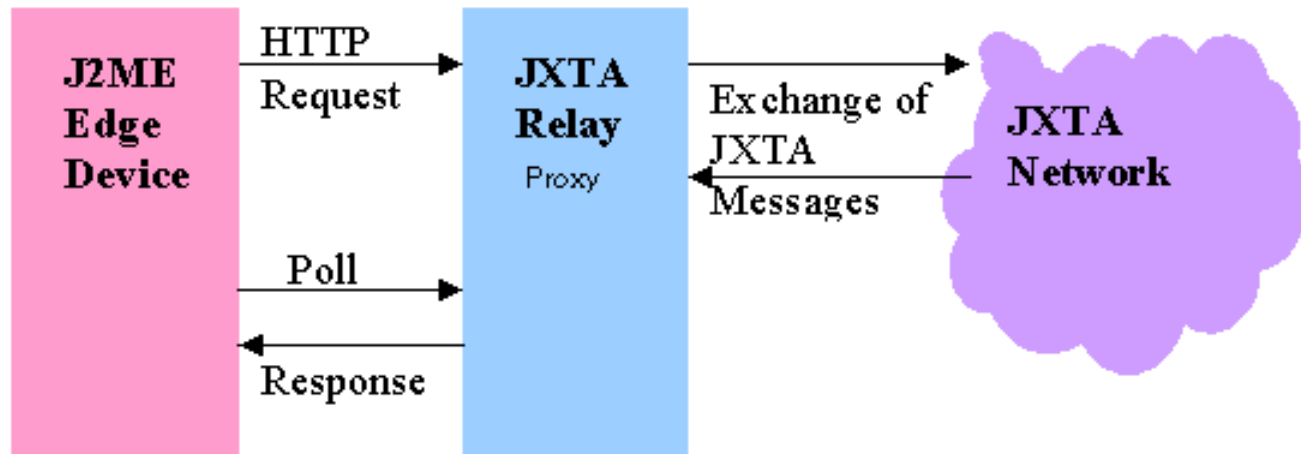 J2ME
Edge
Device
HTTP
Request
Poll
Response
JXTA
Relay
Proxy
Exchange of
JXTA
Messages
JXTA
Network